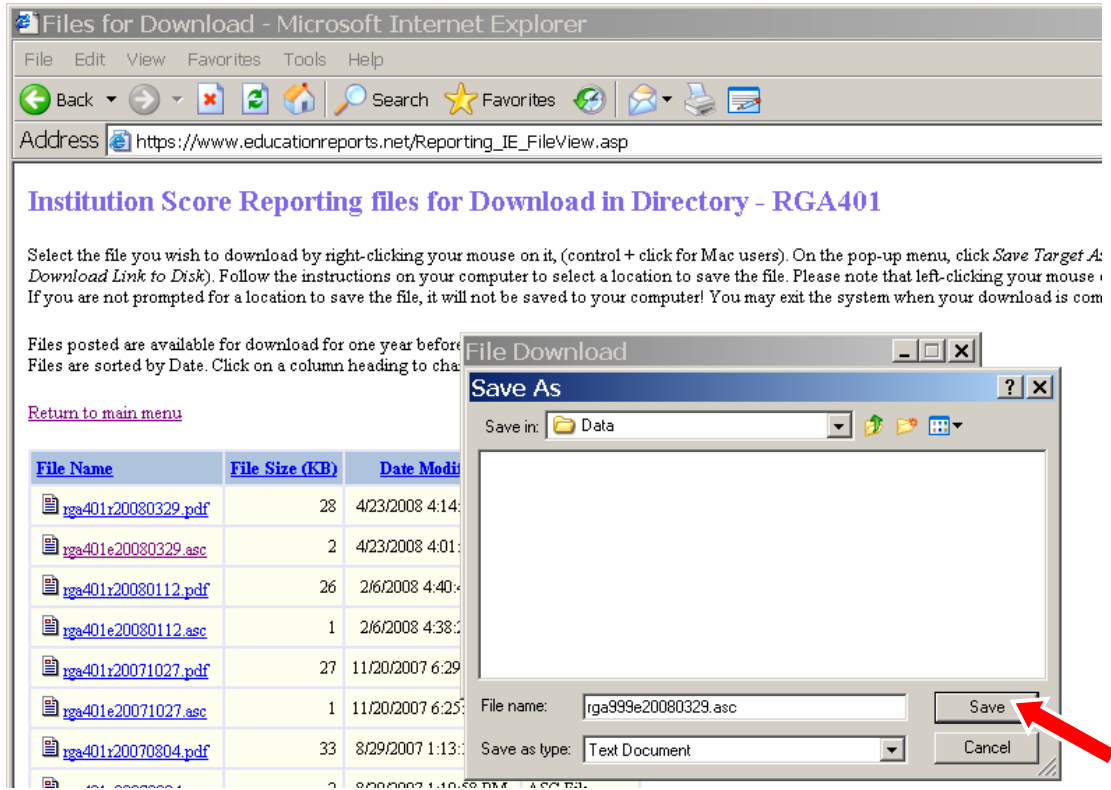 Files for Download - Microsoft Internet Explorer
File Edit View Favorites Tools Help
Back Search Favorites
Address https://www.educationreports.net/Reporting_IE_FileView.asp
Institution Score Reporting files for Download in Directory - RGA401
Select the file you wish to download by right-clicking your mouse on it, (control + click for Mac users). On the pop-up menu, click Save Target
Download Link to Disk). Follow the instructions on your computer to select a location to save the file. Please note that left-clicking your mouse
If you are not prompted for a location to save the file, it will not be saved to your computer! You may exit the system when your download is com
Files posted are available for download for one year before
Files are sorted by Date. Click on a column heading to cha
Return to main menu
File Download
Save As
Save in: Data
File Name File Size (KB) Date Modi
rga401r20080329.pdf 28 4/23/2008 4:14:
rga401e20080329.asc 2 4/23/2008 4:01:
rga401r20080112.pdf 26 2/6/2008 4:40:
rga401e20080112.asc 1 2/6/2008 4:38:
rga401r20071027.pdf 27 11/20/2007 6:29
rga401e20071027.asc 1 11/20/2007 6:25
rga401r20070804.pdf 33 8/29/2007 1:13:
File name: rga999e20080329.asc Save
Save as type: Text Document Cancel